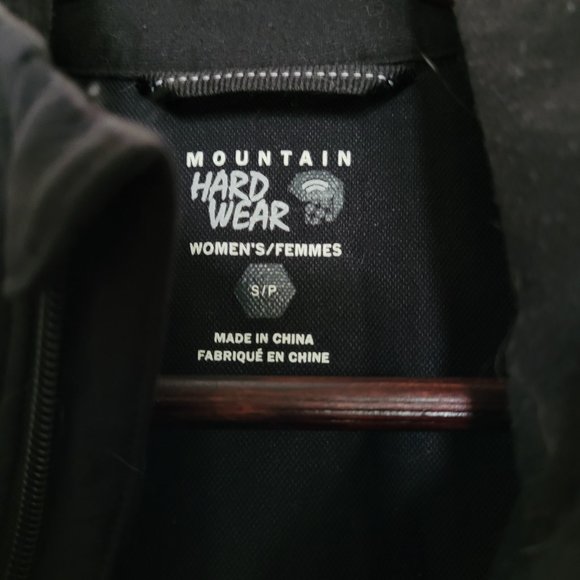 MOUNTAIN
HARD
WEAR
WOMEN'S/FEMMES
S/P
MADE IN CHINA
FABRIQUÉ EN CHINE